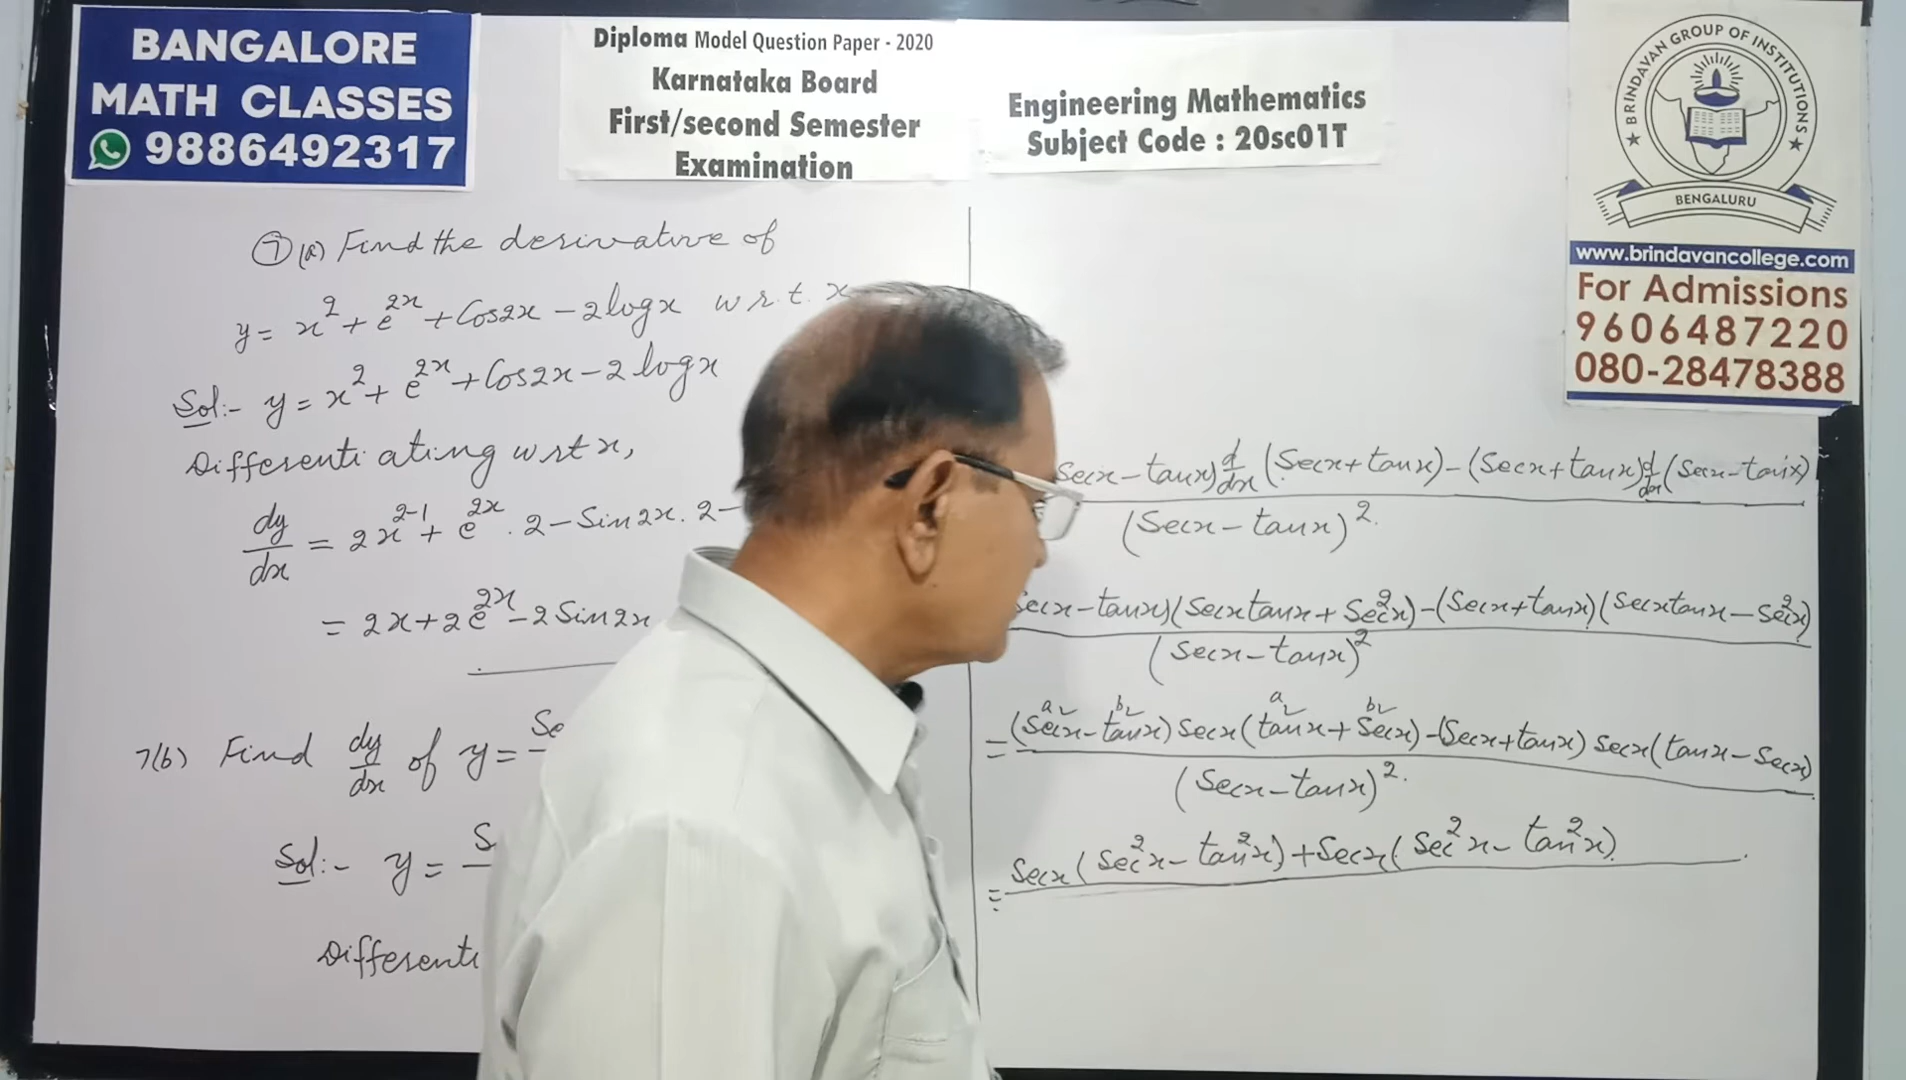 BANGALORE
MATH CLASSES
9886492317
Diploma Model Question Paper - 2020
Karnataka Board
First/second Semester
Examination
Engineering Mathematics
Subject Code : 20sc01T
BRINDAVAN GROUP OF INSTITUTIONS
BENGALURU
www.brindavancollege.com
For Admissions
9606487220
080-28478388
7 (a) Find the derivative of
y = x² + e^2x + Cos2x - 2logx w r.t. x
Sol:- y = x² + e^2x + Cos2x - 2 logx
Differentiating w rt x,
dy/dx = 2x^2-1 + e^2x . 2 - Sin2x. 2 -
= 2x + 2e^2x - 2 Sin2x
7(b) Find dy/dx of y =
Sol:- y =
Differenti
Secx - tanx) d/dx (Secx + tanx) - (Secx + tanx) d/dx (Secx - tanx)
(Secx - tanx)².
Secx - tanx)(Secxtanx + Sec²x) - (Secx + tanx)(Secxtanx - Sec²x)
(Secx - tanx)²
= (Secx - tanx) Secx (tanx + Secx) - (Secx + tanx) Secx (tanx - Secx)
(Secx - tanx)².
= Secx (Sec²x - tan²x) + Secx (Sec²x - tan²x)